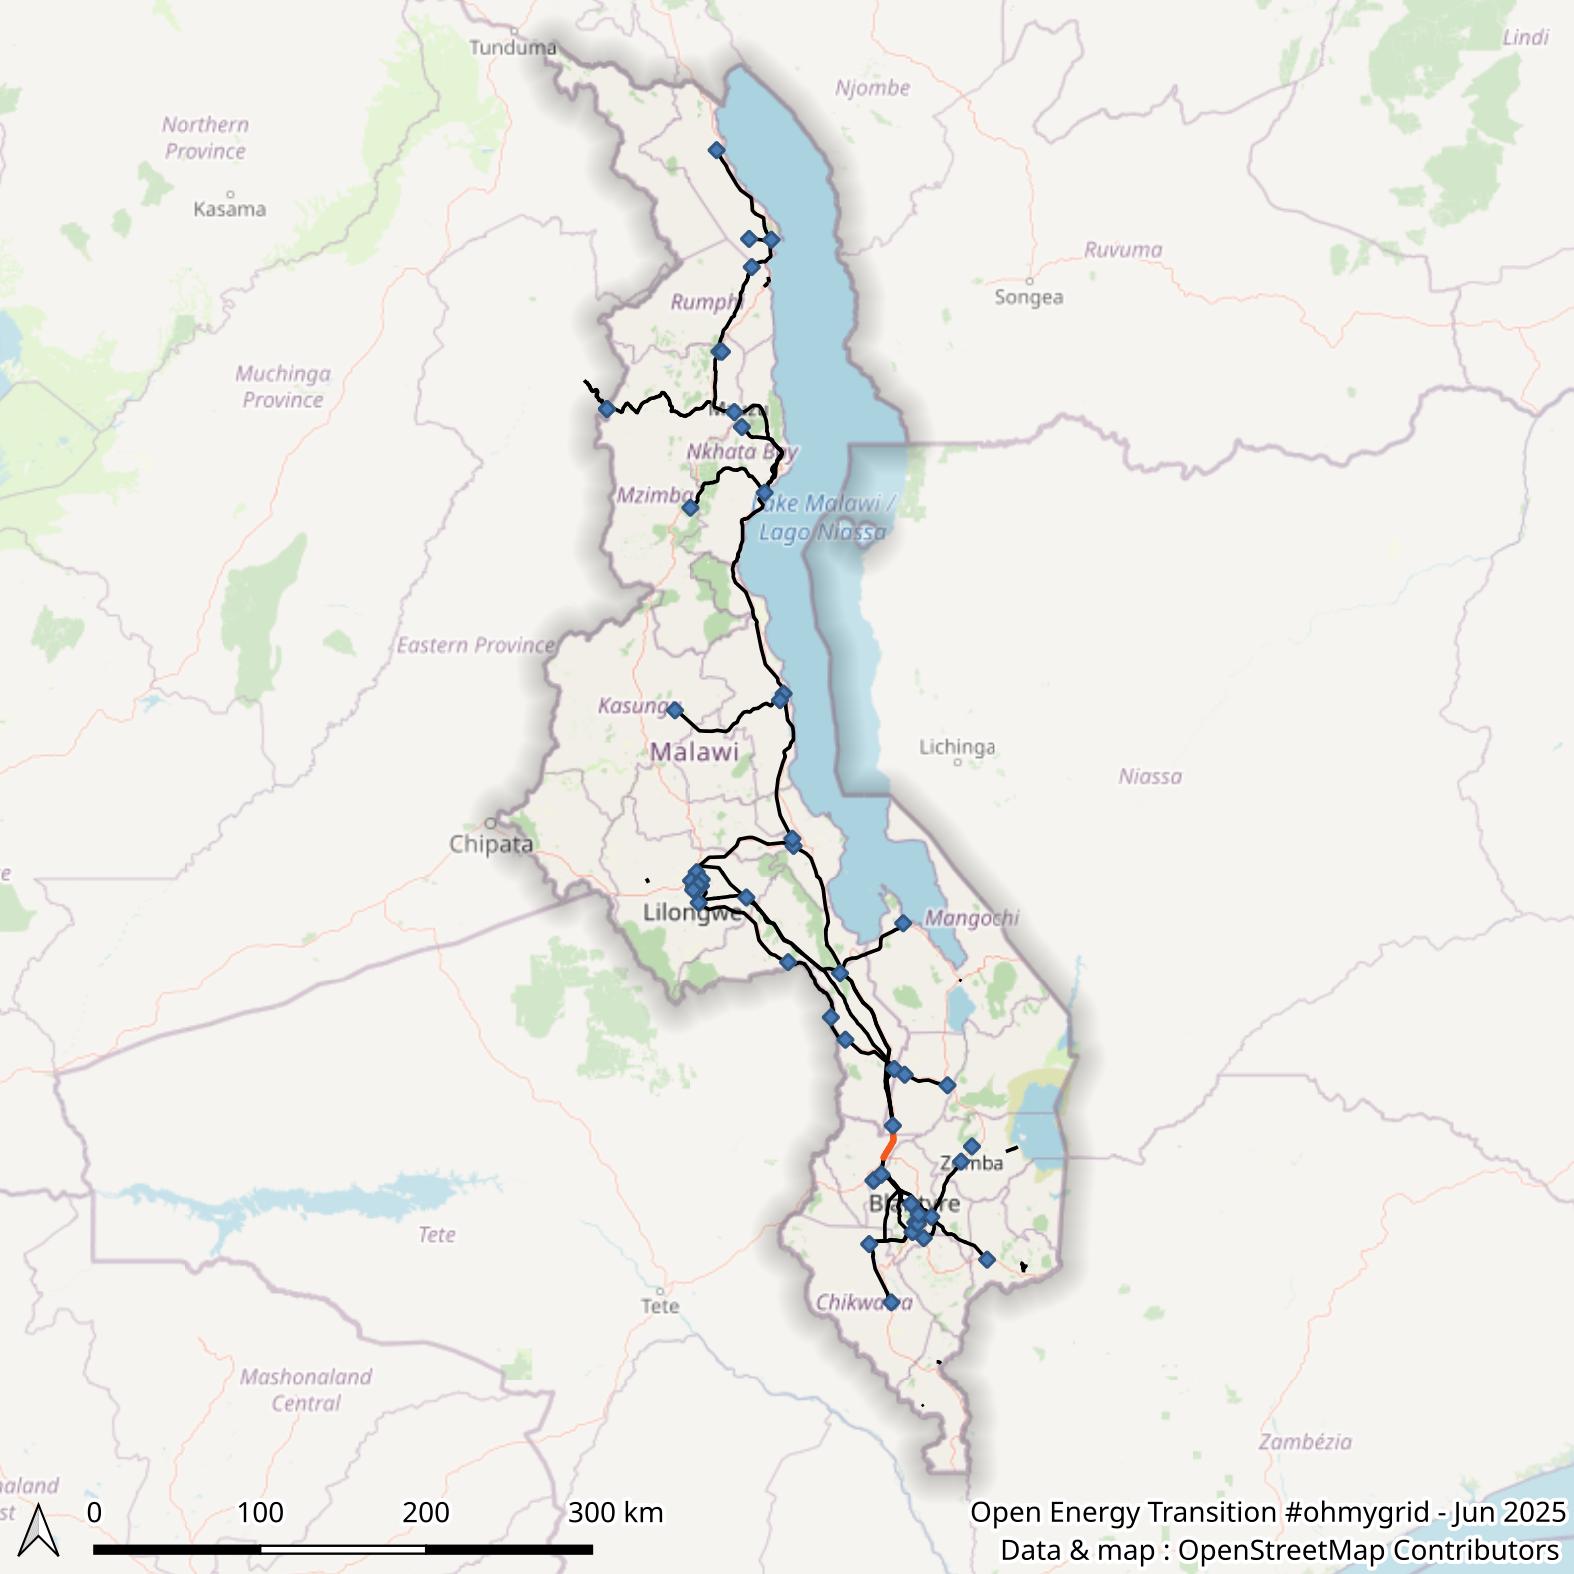 Tunduma
Lindi
Njombe
Northern
Province
Kasama
Ruvuma
Songea
Rumphi
Muchinga
Province
Mzuzu
Nkhata Bay
Mzimba
Lake Malawi /
Lago Niassa
Eastern Province
Kasungu
Malawi
Lichinga
Niassa
Chipata
Lilongwe
Mangochi
Zomba
Blantyre
Tete
Chikwawa
Tete
Mashonaland
Central
Zambézia
0 100 200 300 km
Open Energy Transition #ohmygrid - Jun 2025
Data & map : OpenStreetMap Contributors